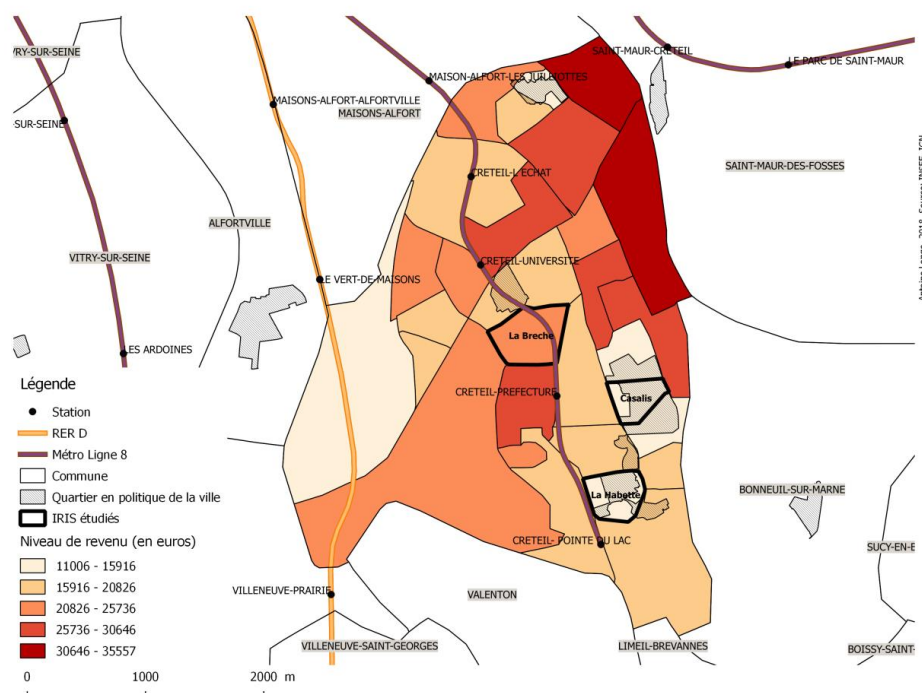 VRY-SUR-SEINE
SUR-SEINE
VITRY-SUR-SEINE
LES ARDOINES
ALFORTVILLE
MAISONS-ALFORT-ALFORTVILLE
MAISONS-ALFORT
MAISON-ALFORT-LES JUILLIOTTES
SAINT-MAUR-CRETEIL
LE PARC DE SAINT-MAUR
SAINT-MAUR-DES-FOSSES
CRETEIL-L'ECHAT
CRETEIL-UNIVERSITE
LE VERT-DE-MAISONS
La Breche
CRETEIL-PREFECTURE
Casalis
La Habette
CRETEIL- POINTE DU LAC
BONNEUIL-SUR-MARNE
SUCY-EN-B
VILLENEUVE-PRAIRIE
VALENTON
VILLENEUVE-SAINT-GEORGES
LIMEIL-BREVANNES
BOISSY-SAINT-
Légende
Station
RER D
Métro Ligne 8
Commune
Quartier en politique de la ville
IRIS étudiés
Niveau de revenu (en euros)
11006 - 15916
15916 - 20826
20826 - 25736
25736 - 30646
30646 - 35557
0 1000 2000 m